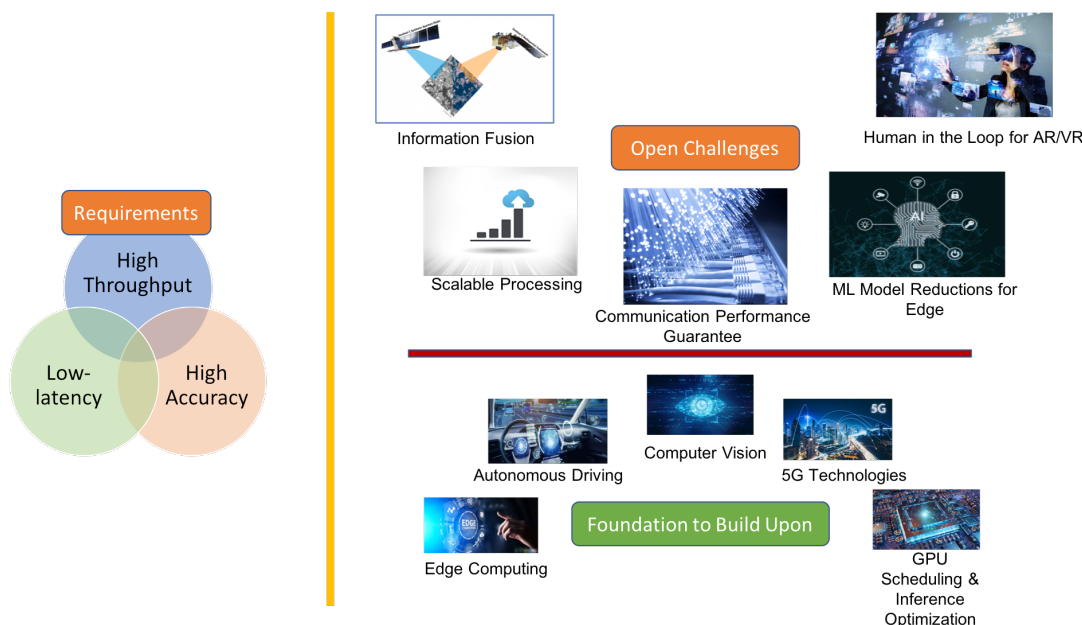 Requirements
High
Throughput
Low-
latency
High
Accuracy
Information Fusion
Open Challenges
Human in the Loop for AR/VR
Scalable Processing
Communication Performance
Guarantee
AI
ML Model Reductions for
Edge
Autonomous Driving
Computer Vision
5G
5G Technologies
EDGE
Edge Computing
Foundation to Build Upon
GPU
Scheduling &
Inference
Optimization